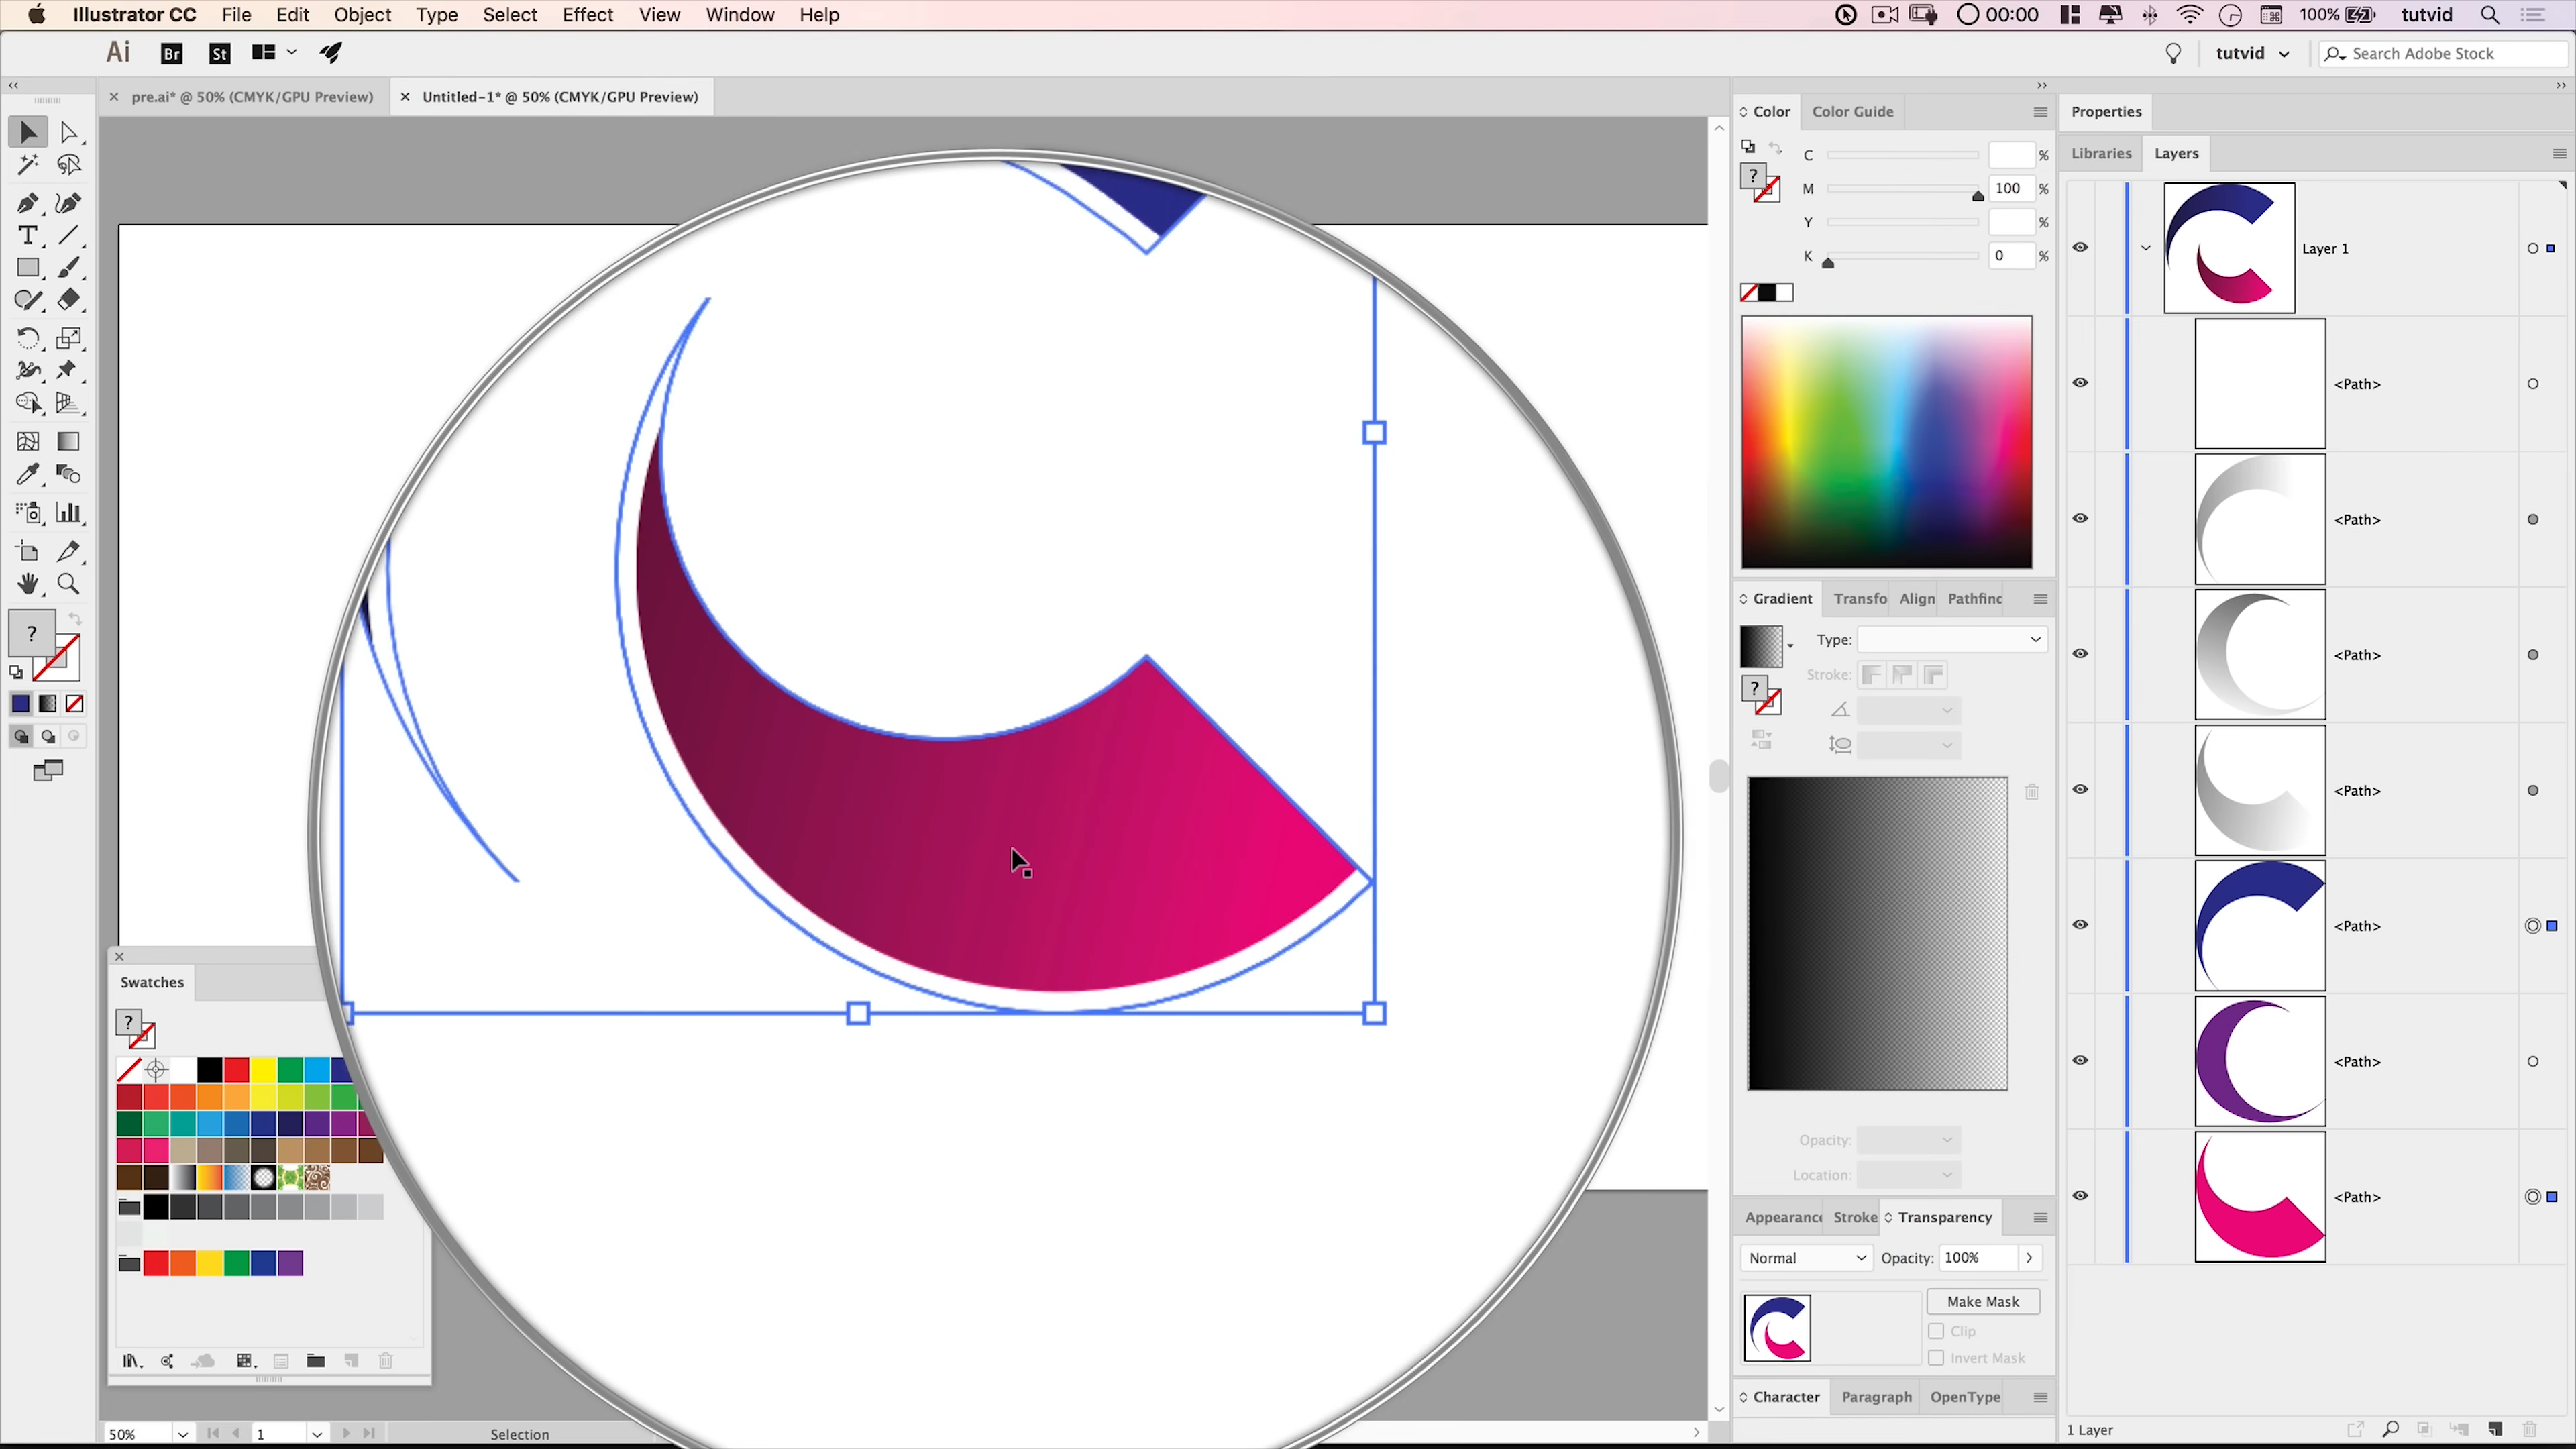 Illustrator CC File Edit Object Type Select Effect View Window Help 00:00 100% tutvid
Ai Br St tutvid Search Adobe Stock
pre.ai* @ 50% (CMYK/GPU Preview) Untitled-1* @ 50% (CMYK/GPU Preview)
Color Color Guide
C %
M 100 %
Y %
K 0 %
Gradient Transfo Align Pathfinc
Type:
Stroke:
Opacity:
Location:
Appearanc Stroke Transparency
Normal Opacity: 100%
Make Mask
Clip
Invert Mask
Character Paragraph OpenType
Properties
Libraries Layers
Layer 1
<Path>
<Path>
<Path>
<Path>
<Path>
<Path>
<Path>
1 Layer
?
?
?
Swatches
?
50% 1 Selection